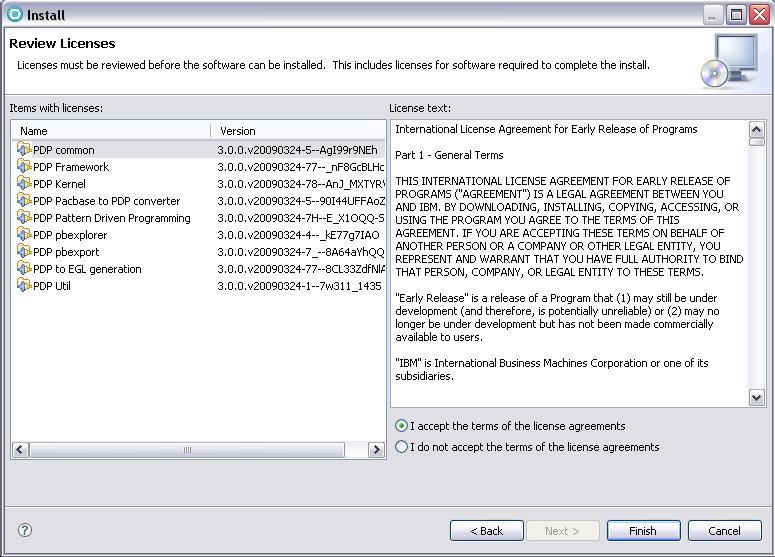 Install
Review Licenses
Licenses must be reviewed before the software can be installed. This includes licenses for software required to complete the install.
Items with licenses:
Name Version
PDP common 3.0.0.v20090324-5--AgI99r9NEh
PDP Framework 3.0.0.v20090324-77--_nF8GcBLHc
PDP Kernel 3.0.0.v20090324-78--AnJ_MXTYRV
PDP Pacbase to PDP converter 3.0.0.v20090324-5--90I44UFFAoZ
PDP Pattern Driven Programming 3.0.0.v20090324-7H--E_X1OQQ-S
PDP pbexplorer 3.0.0.v20090324-4--_kE77g7IAO
PDP pbexport 3.0.0.v20090324-7_--8A64aYhQQ
PDP to EGL generation 3.0.0.v20090324-77--8CL33ZdfNlA
PDP Util 3.0.0.v20090324-1--7w311_1435
License text:
International License Agreement for Early Release of Programs
Part 1 - General Terms
THIS INTERNATIONAL LICENSE AGREEMENT FOR EARLY RELEASE OF
PROGRAMS ("AGREEMENT") IS A LEGAL AGREEMENT BETWEEN YOU
AND IBM. BY DOWNLOADING, INSTALLING, COPYING, ACCESSING, OR
USING THE PROGRAM YOU AGREE TO THE TERMS OF THIS
AGREEMENT. IF YOU ARE ACCEPTING THESE TERMS ON BEHALF OF
ANOTHER PERSON OR A COMPANY OR OTHER LEGAL ENTITY, YOU
REPRESENT AND WARRANT THAT YOU HAVE FULL AUTHORITY TO BIND
THAT PERSON, COMPANY, OR LEGAL ENTITY TO THESE TERMS.
"Early Release" is a release of a Program that (1) may still be under
development (and therefore, is potentially unreliable) or (2) may no
longer be under development but has not been made commercially
available to users.
"IBM" is International Business Machines Corporation or one of its
subsidiaries.
I accept the terms of the license agreements
I do not accept the terms of the license agreements
? < Back Next > Finish Cancel